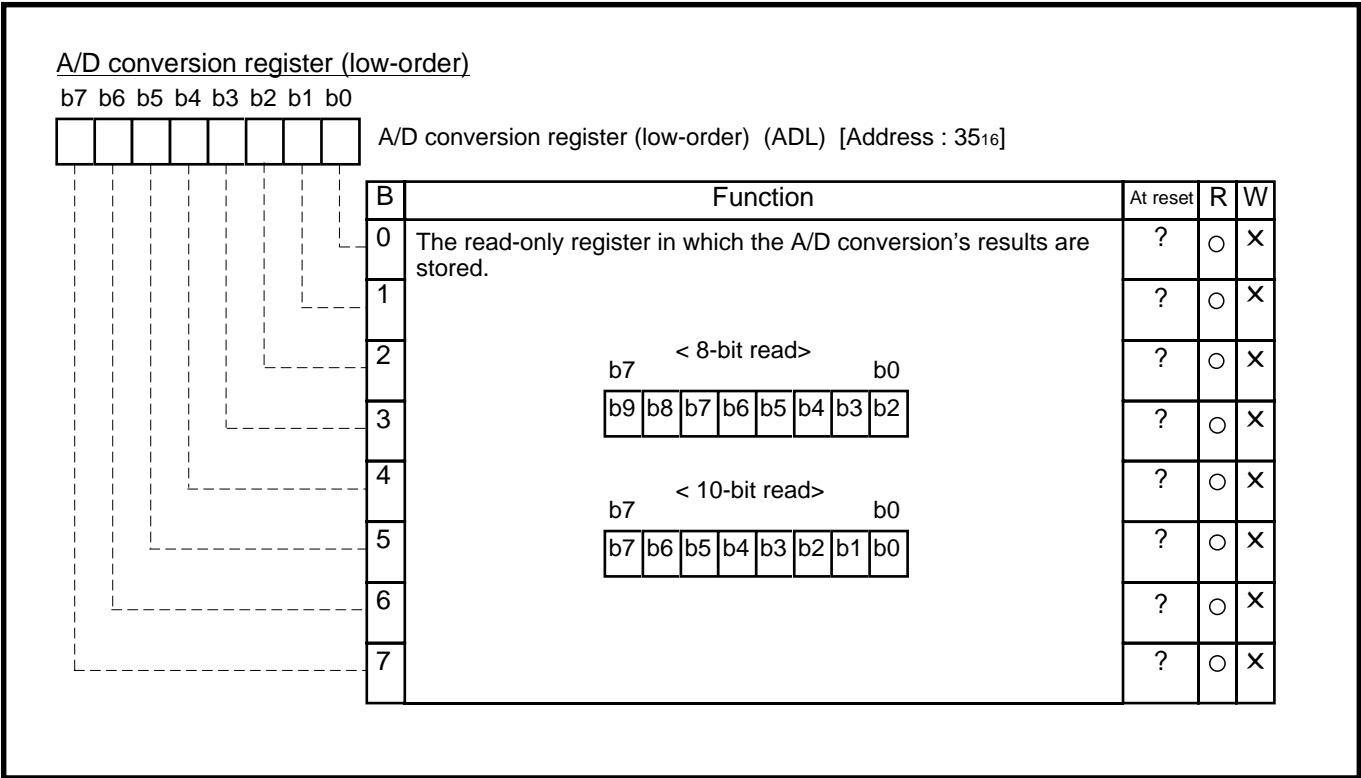 A/D conversion register (low-order)
b7 b6 b5 b4 b3 b2 b1 b0
A/D conversion register (low-order) (ADL) [Address : 3516]
B Function At reset R W
0 The read-only register in which the A/D conversion's results are stored. ? ○ ×
1 ? ○ ×
2 ? ○ ×
3 ? ○ ×
4 ? ○ ×
5 ? ○ ×
6 ? ○ ×
7 ? ○ ×
< 8-bit read>
b7 b0
b9 b8 b7 b6 b5 b4 b3 b2
< 10-bit read>
b7 b0
b7 b6 b5 b4 b3 b2 b1 b0